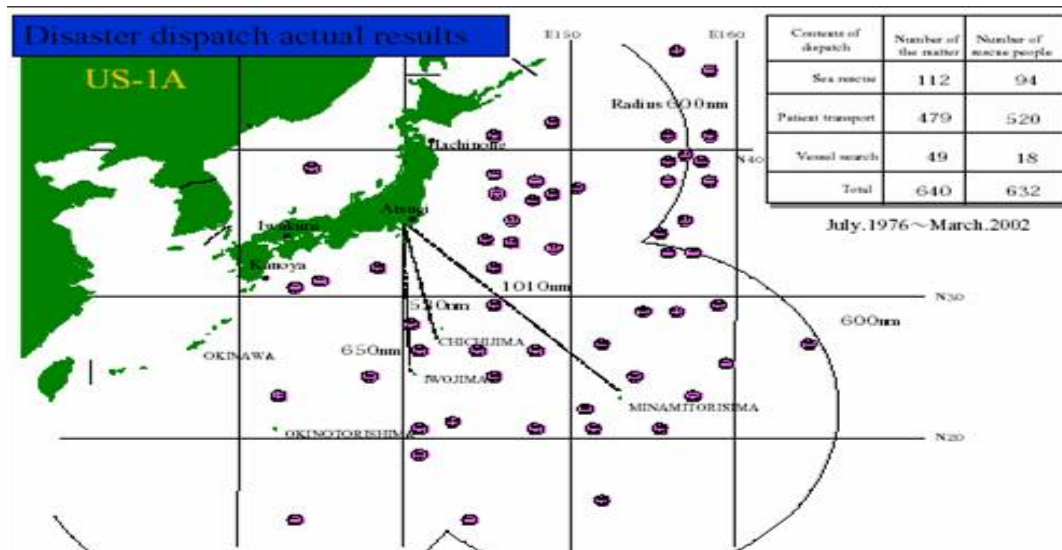 Disaster dispatch actual results
US-1A
E150
E160
Contents of dispatch
Number of the matter
Number of rescue people
Sea rescue 112 94
Patient transport 479 520
Vessel search 49 18
Total 640 632
July.1976～March.2002
Radius 600nm
N40
Hachinohe
Atsugi
Iwakuni
Kanoya
1010nm
N30
530nm
600nm
650nm
CHICHIJIMA
OKINAWA
IWOJIMA
MINAMITORISIMA
OKINOTORISHIMA
N20